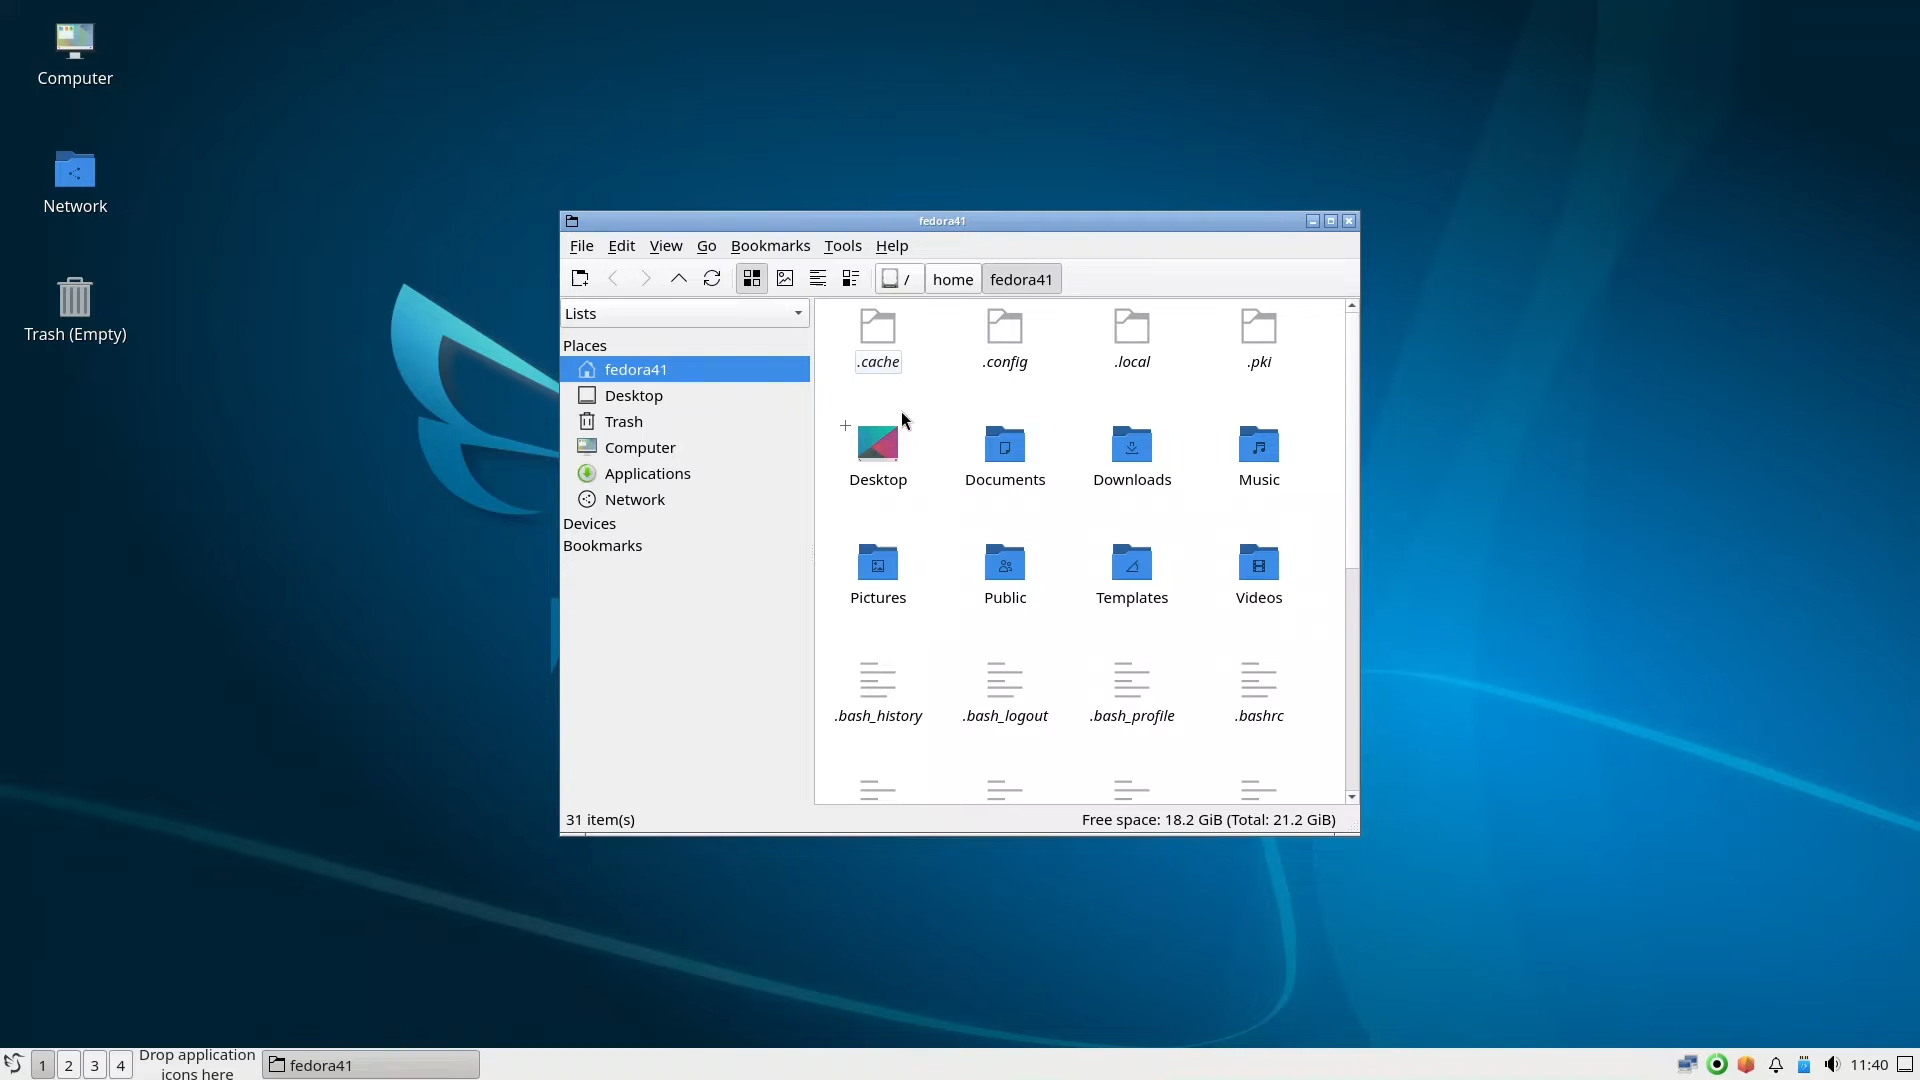 Computer
Network
Trash (Empty)
fedora41
File Edit View Go Bookmarks Tools Help
/ home fedora41
Lists
Places
fedora41
Desktop
Trash
Computer
Applications
Network
Devices
Bookmarks
.cache .config .local .pki
Desktop Documents Downloads Music
Pictures Public Templates Videos
.bash_history .bash_logout .bash_profile .bashrc
31 item(s) Free space: 18.2 GiB (Total: 21.2 GiB)
1 2 3 4 Drop application
icons here
fedora41
11:40